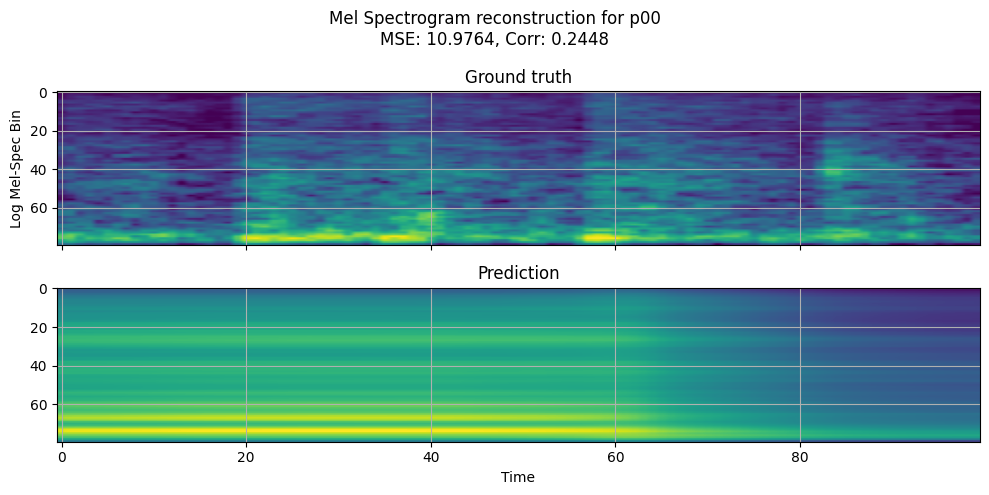 Mel Spectrogram reconstruction for p00
MSE: 10.9764, Corr: 0.2448
Ground truth
Log Mel-Spec Bin
0
20
40
60
Prediction
0
20
40
60
0 20 40 60 80
Time